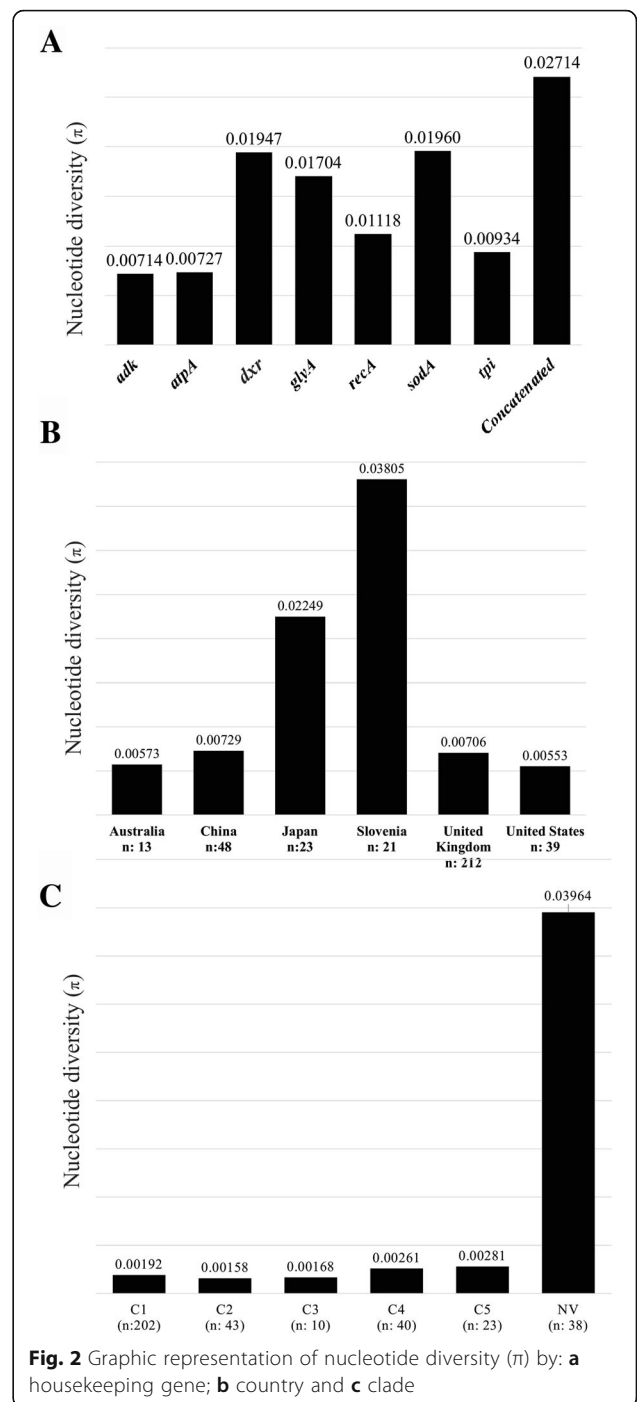 A
Nucleotide diversity (π)
0.00714
0.00727
0.01947
0.01704
0.01118
0.01960
0.00934
0.02714
adk
atpA
dxr
glyA
recA
sodA
tpi
Concatenated
B
Nucleotide diversity (π)
0.00573
0.00729
0.02249
0.03805
0.00706
0.00553
Australia
n: 13
China
n:48
Japan
n:23
Slovenia
n: 21
United
Kingdom
n: 212
United States
n: 39
C
Nucleotide diversity (π)
0.00192
0.00158
0.00168
0.00261
0.00281
0.03964
C1
(n:202)
C2
(n: 43)
C3
(n: 10)
C4
(n: 40)
C5
(n: 23)
NV
(n: 38)
Fig. 2 Graphic representation of nucleotide diversity (π) by: a
housekeeping gene; b country and c clade